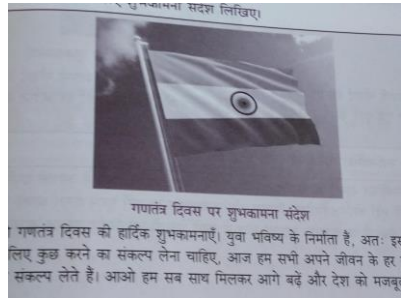 शुभकामना संदेश लिखिए।
गणतंत्र दिवस पर शुभकामना संदेश
गणतंत्र दिवस की हार्दिक शुभकामनाएँ। युवा भविष्य के निर्माता हैं, अतः इस
लिए कुछ करने का संकल्प लेना चाहिए, आज हम सभी अपने जीवन के हर
संकल्प लेते हैं। आओ हम सब साथ मिलकर आगे बढ़ें और देश को मजबू